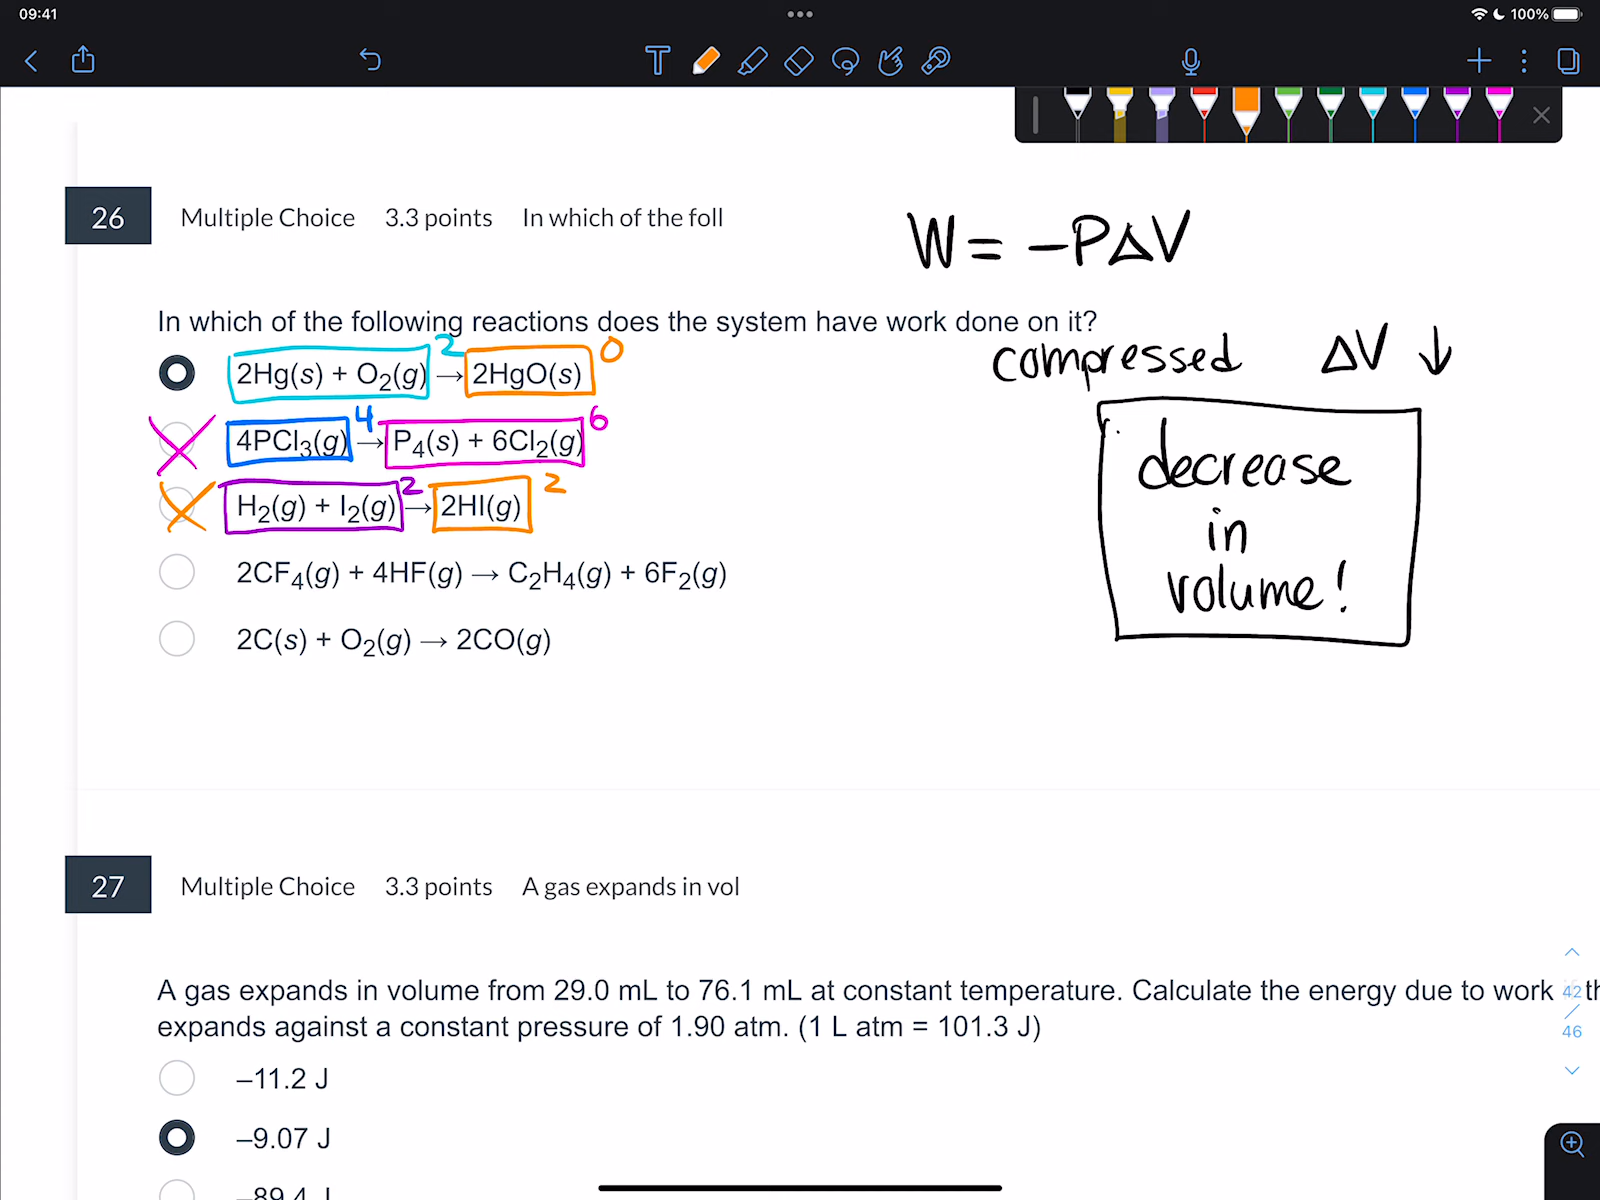 09:41
100%
26 Multiple Choice 3.3 points In which of the foll
W = -PΔV
In which of the following reactions does the system have work done on it?
compressed ΔV ↓
2Hg(s) + O₂(g) 2 → 2HgO(s) 0
4PCl₃(g) 4 → P₄(s) + 6Cl₂(g) 6
H₂(g) + I₂(g) 2 → 2HI(g) 2
2CF₄(g) + 4HF(g) → C₂H₄(g) + 6F₂(g)
2C(s) + O₂(g) → 2CO(g)
decrease
in
volume!
27 Multiple Choice 3.3 points A gas expands in vol
A gas expands in volume from 29.0 mL to 76.1 mL at constant temperature. Calculate the energy due to work
expands against a constant pressure of 1.90 atm. (1 L atm = 101.3 J)
42
/
46
–11.2 J
–9.07 J
–89.4 J